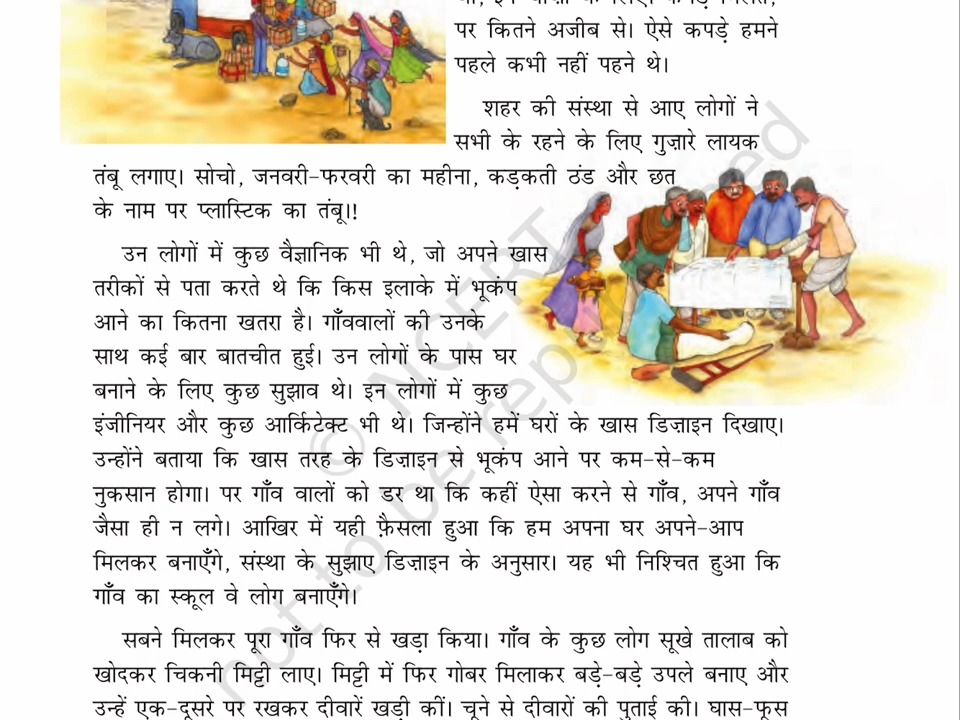 पर कितने अजीब से। ऐसे कपड़े हमने
पहले कभी नहीं पहने थे।
शहर की संस्था से आए लोगों ने
सभी के रहने के लिए गुज़ारे लायक
तंबू लगाए। सोचो, जनवरी-फरवरी का महीना, कड़कती ठंड और छत
के नाम पर प्लास्टिक का तंबू।!
उन लोगों में कुछ वैज्ञानिक भी थे, जो अपने खास
तरीकों से पता करते थे कि किस इलाके में भूकंप
आने का कितना खतरा है। गाँववालों की उनके
साथ कई बार बातचीत हुई। उन लोगों के पास घर
बनाने के लिए कुछ सुझाव थे। इन लोगों में कुछ
इंजीनियर और कुछ आर्किटेक्ट भी थे। जिन्होंने हमें घरों के खास डिज़ाइन दिखाए।
उन्होंने बताया कि खास तरह के डिज़ाइन से भूकंप आने पर कम-से-कम
नुकसान होगा। पर गाँव वालों को डर था कि कहीं ऐसा करने से गाँव, अपने गाँव
जैसा ही न लगे। आखिर में यही फ़ैसला हुआ कि हम अपना घर अपने-आप
मिलकर बनाएँगे, संस्था के सुझाए डिज़ाइन के अनुसार। यह भी निश्चित हुआ कि
गाँव का स्कूल वे लोग बनाएँगे।
सबने मिलकर पूरा गाँव फिर से खड़ा किया। गाँव के कुछ लोग सूखे तालाब को
खोदकर चिकनी मिट्टी लाए। मिट्टी में फिर गोबर मिलाकर बड़े-बड़े उपले बनाए और
उन्हें एक-दूसरे पर रखकर दीवारें खड़ी कीं। चूने से दीवारों की पुताई की। घास-फूस
© NCERT
not to be republished